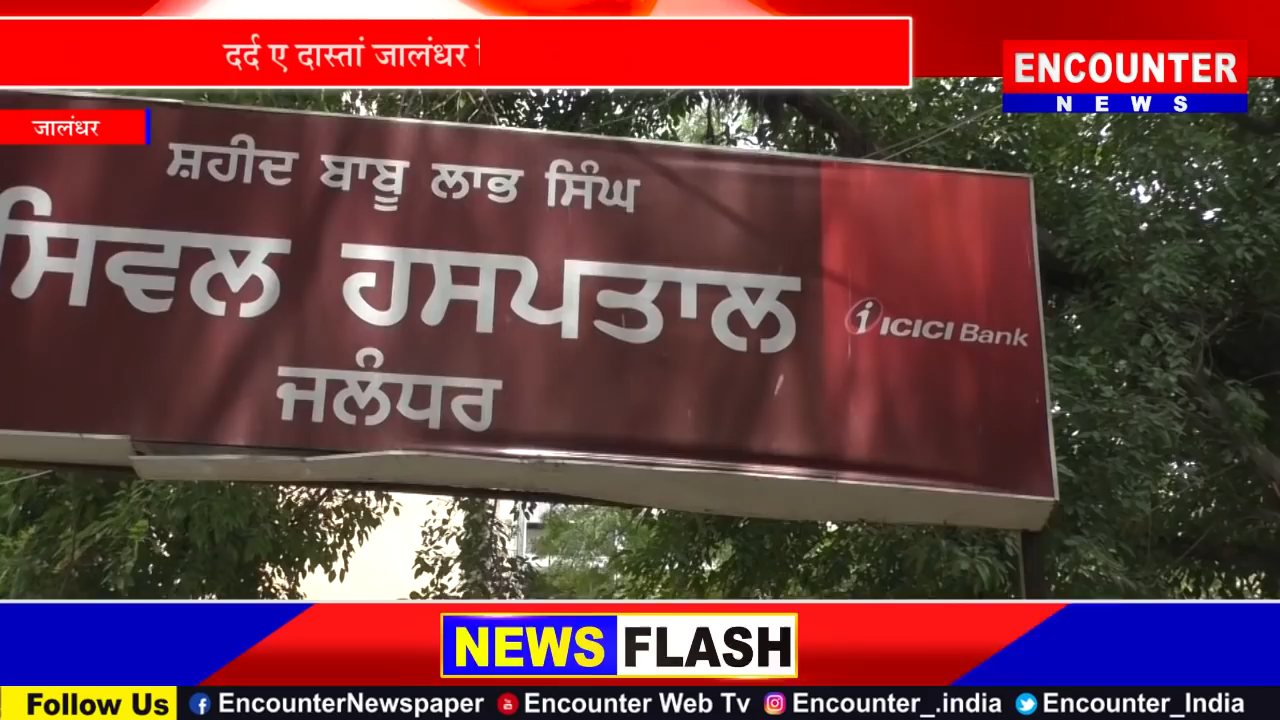 दर्द ए दास्तां जालंधर
ENCOUNTER
NEWS
जालंधर
ਸ਼ਹੀਦ ਬਾਬੂ ਲਾਭ ਸਿੰਘ
ਸਿਵਲ ਹਸਪਤਾਲ
ਜਲੰਧਰ
ICICI Bank
NEWS FLASH
Follow Us EncounterNewspaper Encounter Web Tv Encounter_.india Encounter_India